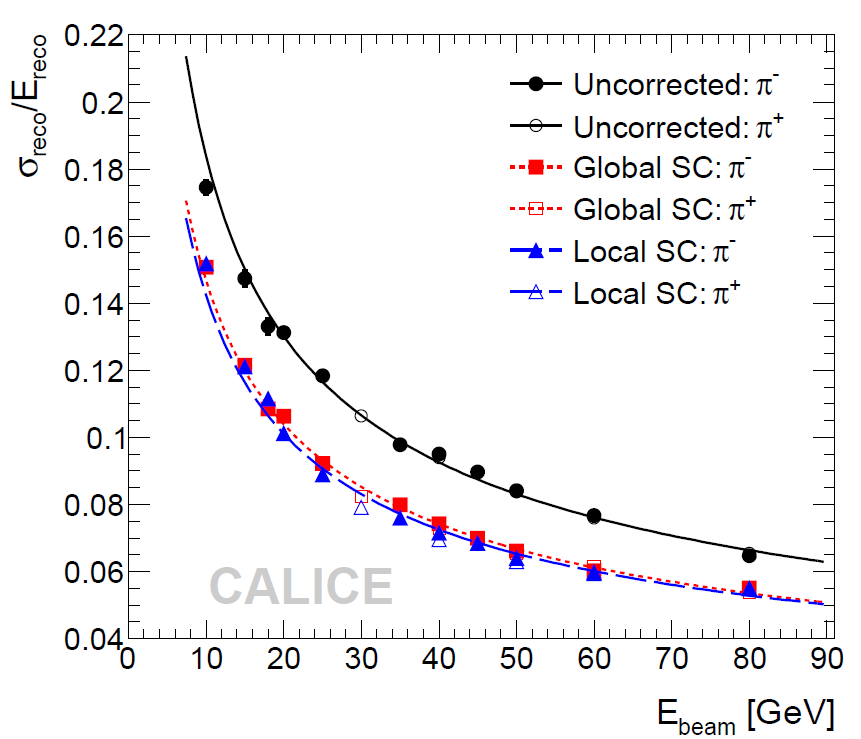 σreco/Ereco
0.22
0.2
0.18
0.16
0.14
0.12
0.1
0.08
0.06
0.04
Uncorrected: π-
Uncorrected: π+
Global SC: π-
Global SC: π+
Local SC: π-
Local SC: π+
CALICE
0 10 20 30 40 50 60 70 80 90
Ebeam [GeV]